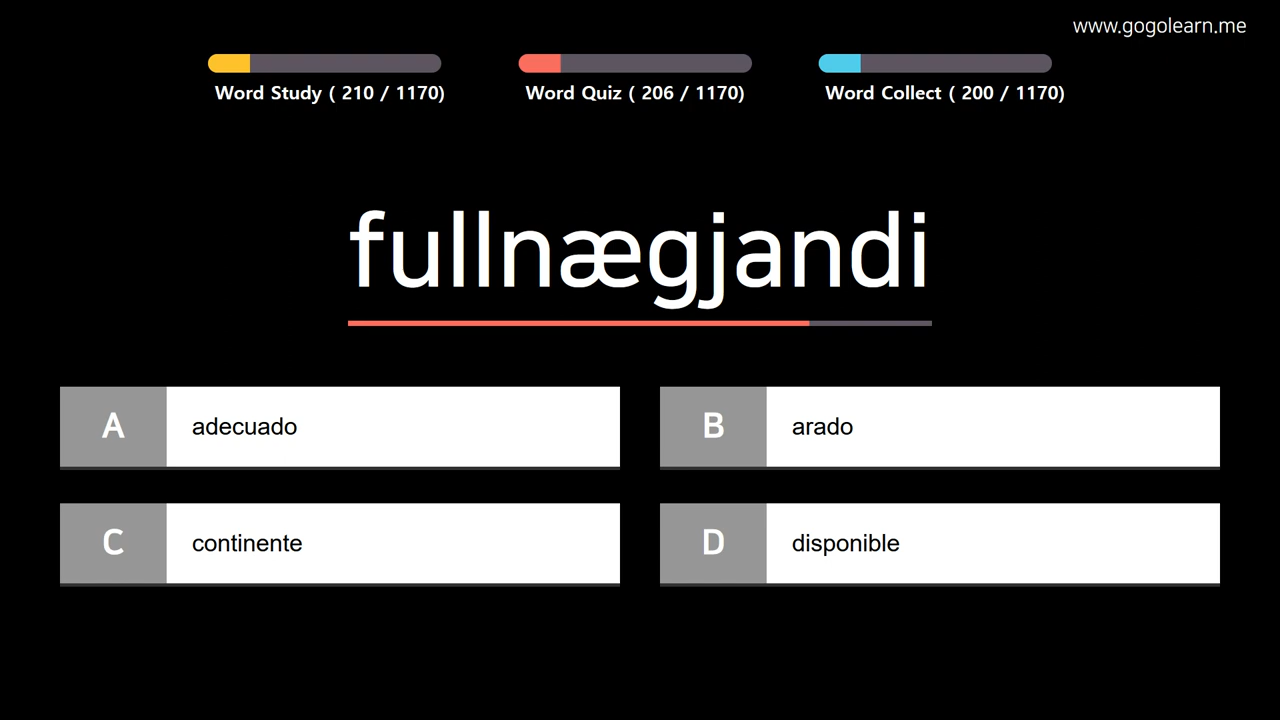 www.gogolearn.me
Word Study ( 210 / 1170)
Word Quiz ( 206 / 1170)
Word Collect ( 200 / 1170)
fullnægjandi
A adecuado
B arado
C continente
D disponible